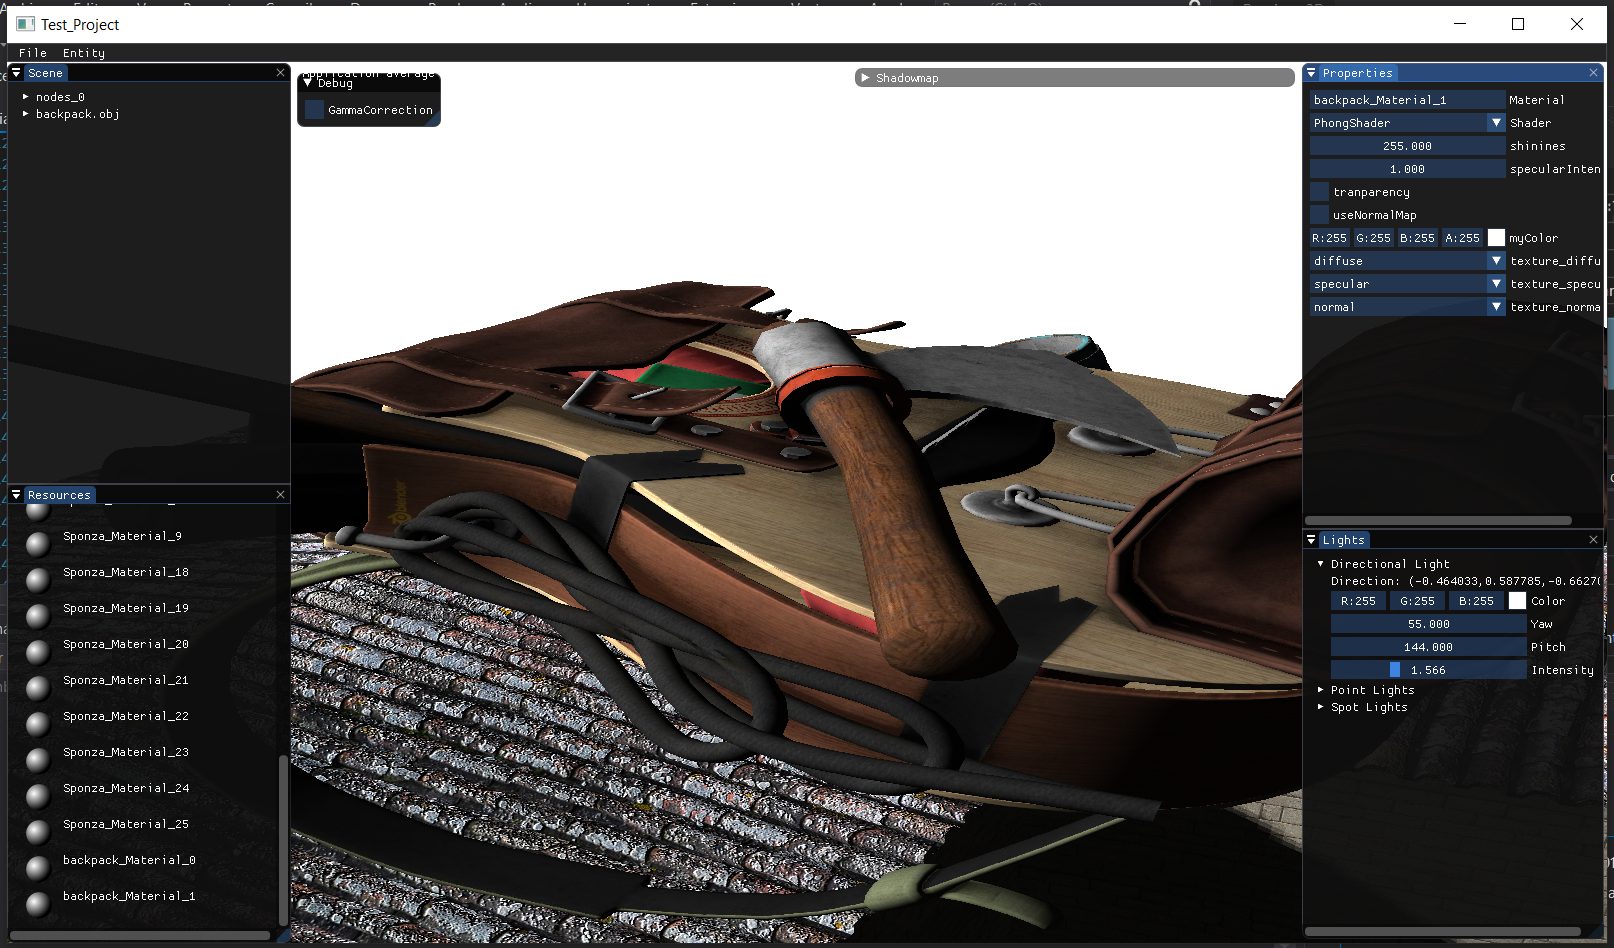 Test_Project
File Entity
Scene
nodes_0
backpack.obj
Application average
Debug
GammaCorrection
Shadowmap
Properties
backpack_Material_1 Material
PhongShader Shader
255.000 shinines
1.000 specularInten
tranparency
useNormalMap
R:255 G:255 B:255 A:255 myColor
diffuse texture_diffu
specular texture_specu
normal texture_norma
Resources
Sponza_Material_9
Sponza_Material_18
Sponza_Material_19
Sponza_Material_20
Sponza_Material_21
Sponza_Material_22
Sponza_Material_23
Sponza_Material_24
Sponza_Material_25
backpack_Material_0
backpack_Material_1
blender
Lights
Directional Light
Direction: (-0.464033,0.587785,-0.66270
R:255 G:255 B:255 Color
55.000 Yaw
144.000 Pitch
1.566 Intensity
Point Lights
Spot Lights